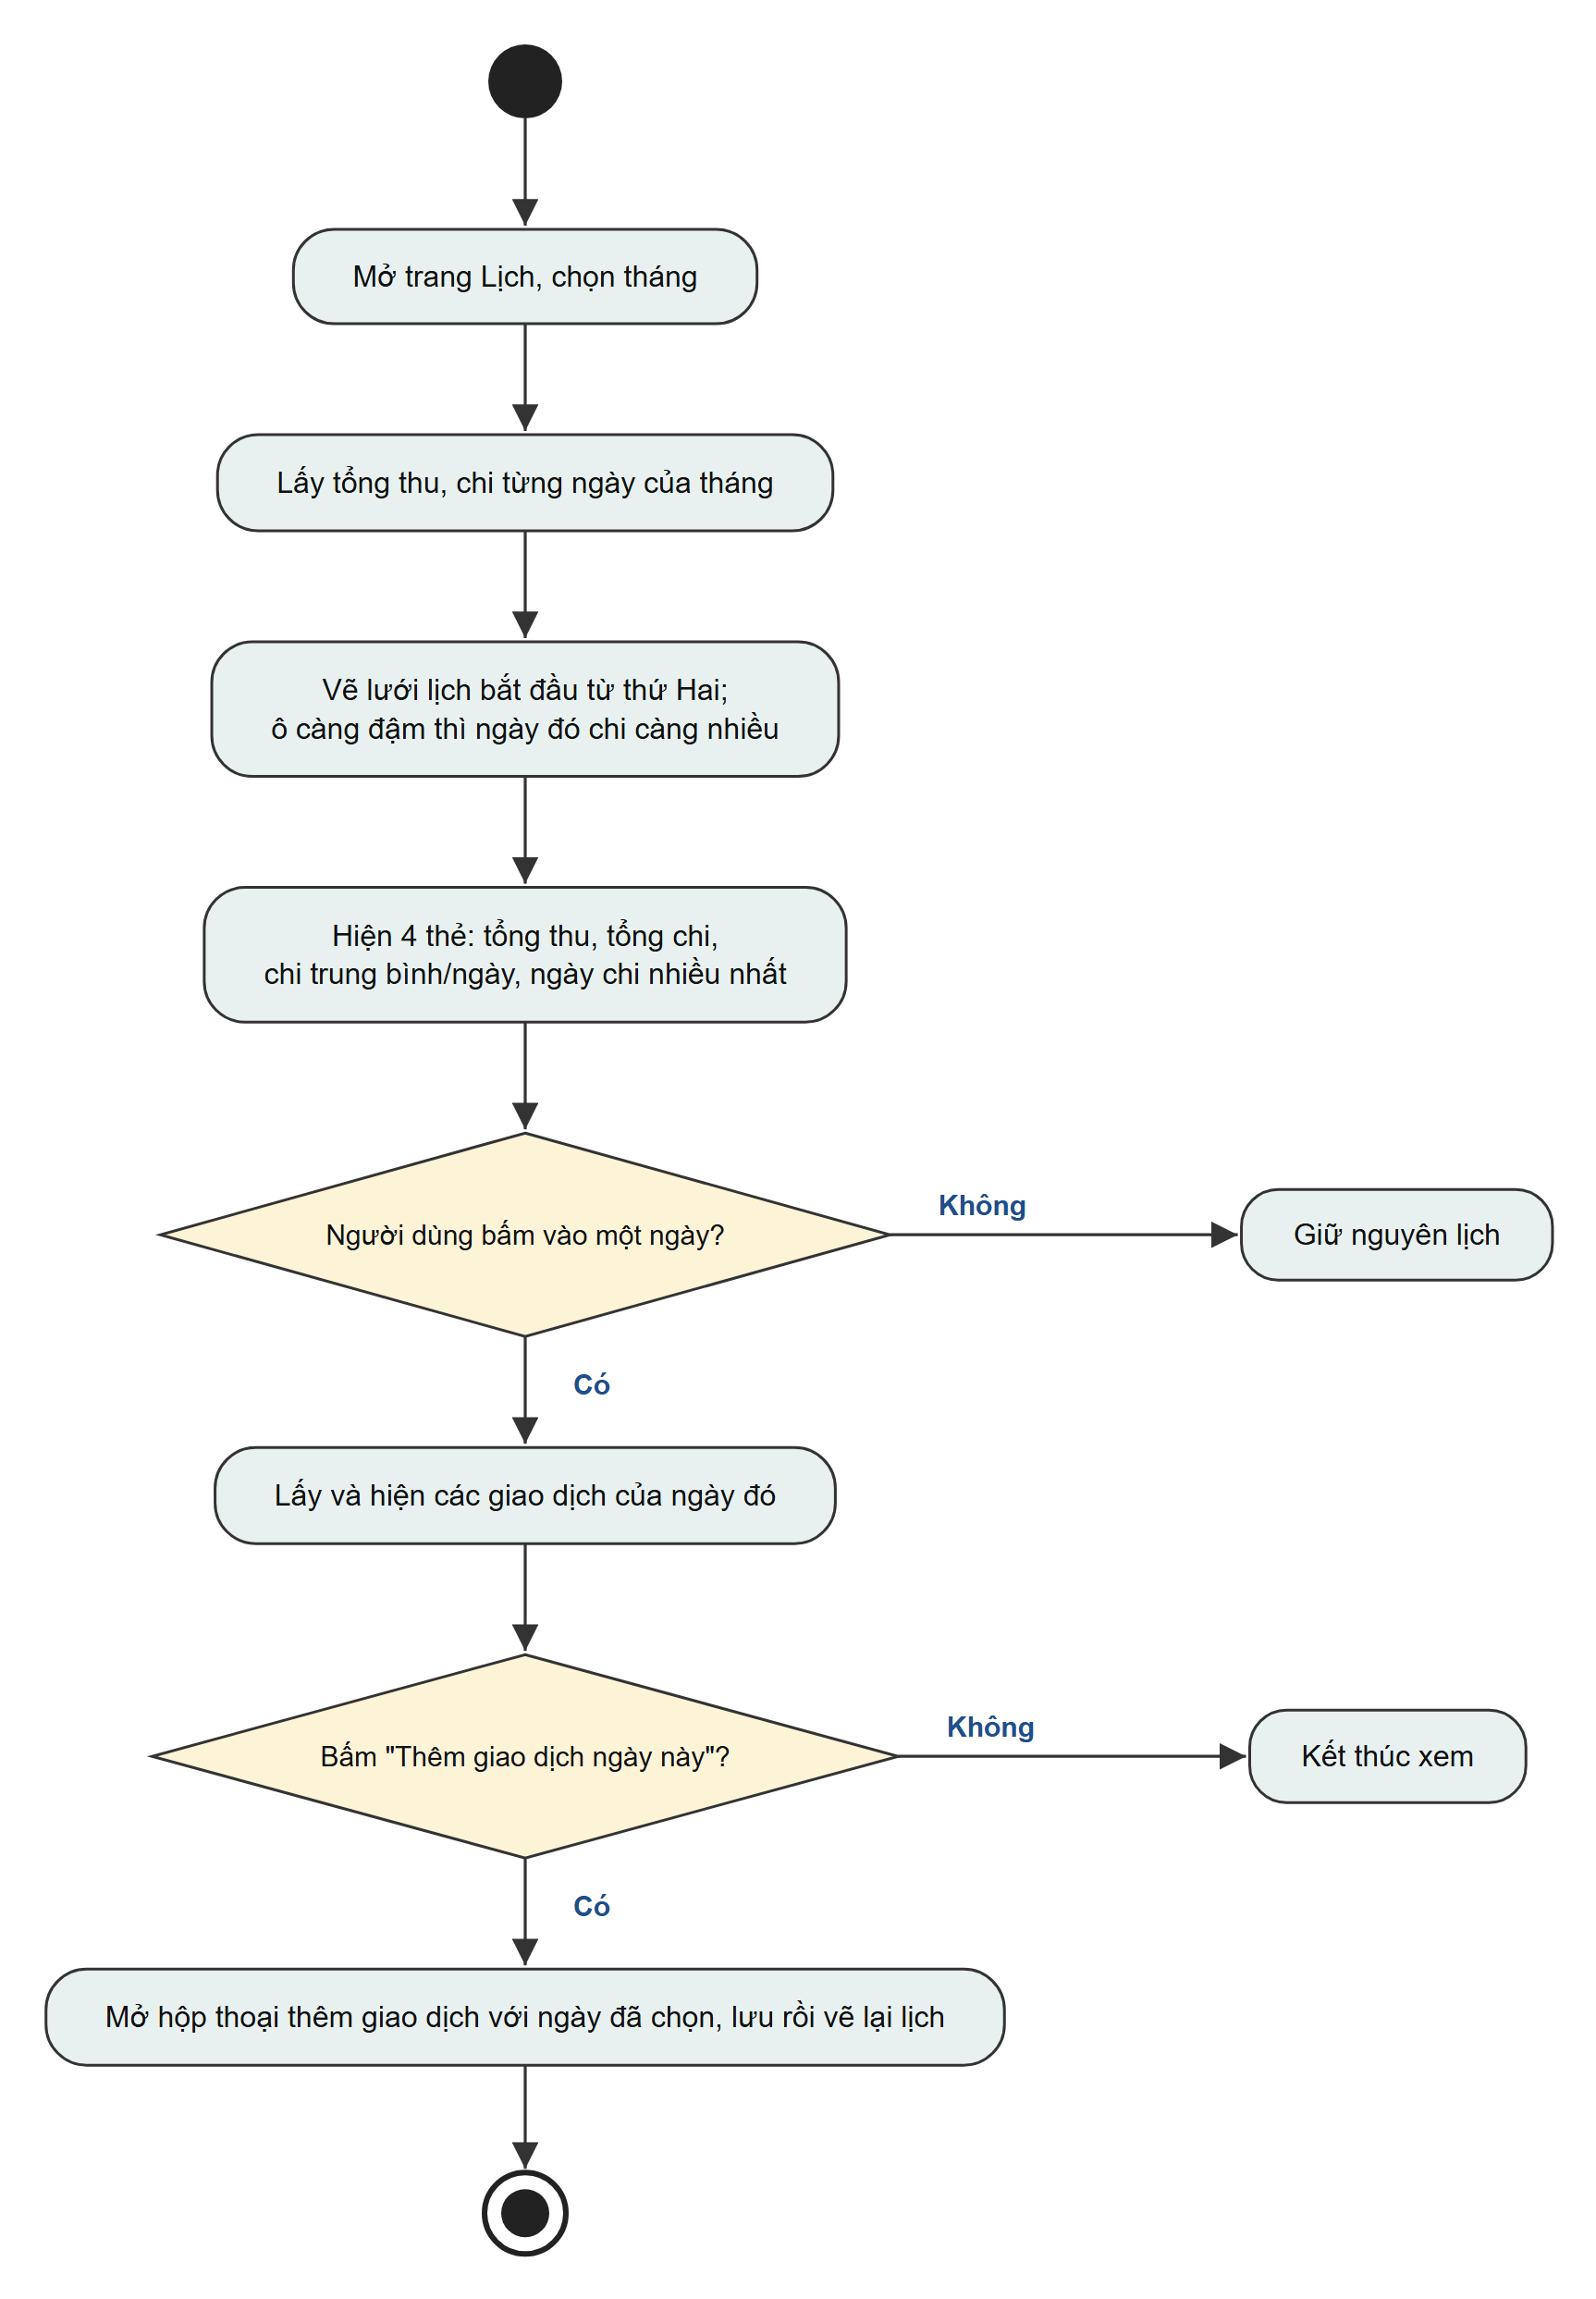 Mở trang Lịch, chọn tháng
Lấy tổng thu, chi từng ngày của tháng
Vẽ lưới lịch bắt đầu từ thứ Hai;
ô càng đậm thì ngày đó chi càng nhiều
Hiện 4 thẻ: tổng thu, tổng chi,
chi trung bình/ngày, ngày chi nhiều nhất
Người dùng bấm vào một ngày?
Không
Giữ nguyên lịch
Có
Lấy và hiện các giao dịch của ngày đó
Bấm "Thêm giao dịch ngày này"?
Không
Kết thúc xem
Có
Mở hộp thoại thêm giao dịch với ngày đã chọn, lưu rồi vẽ lại lịch